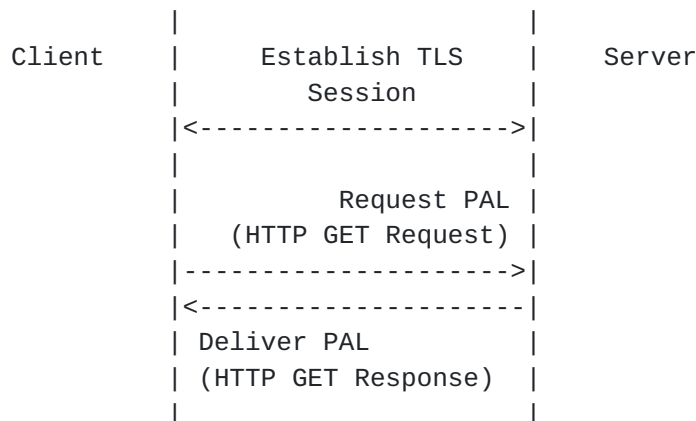 |                      |
Client     |     Establish TLS    |    Server
           |        Session       |
           |<-------------------->|
           |                      |
           |          Request PAL |
           |   (HTTP GET Request) |
           |--------------------->|
           |<---------------------|
           | Deliver PAL          |
           | (HTTP GET Response)  |
           |                      |